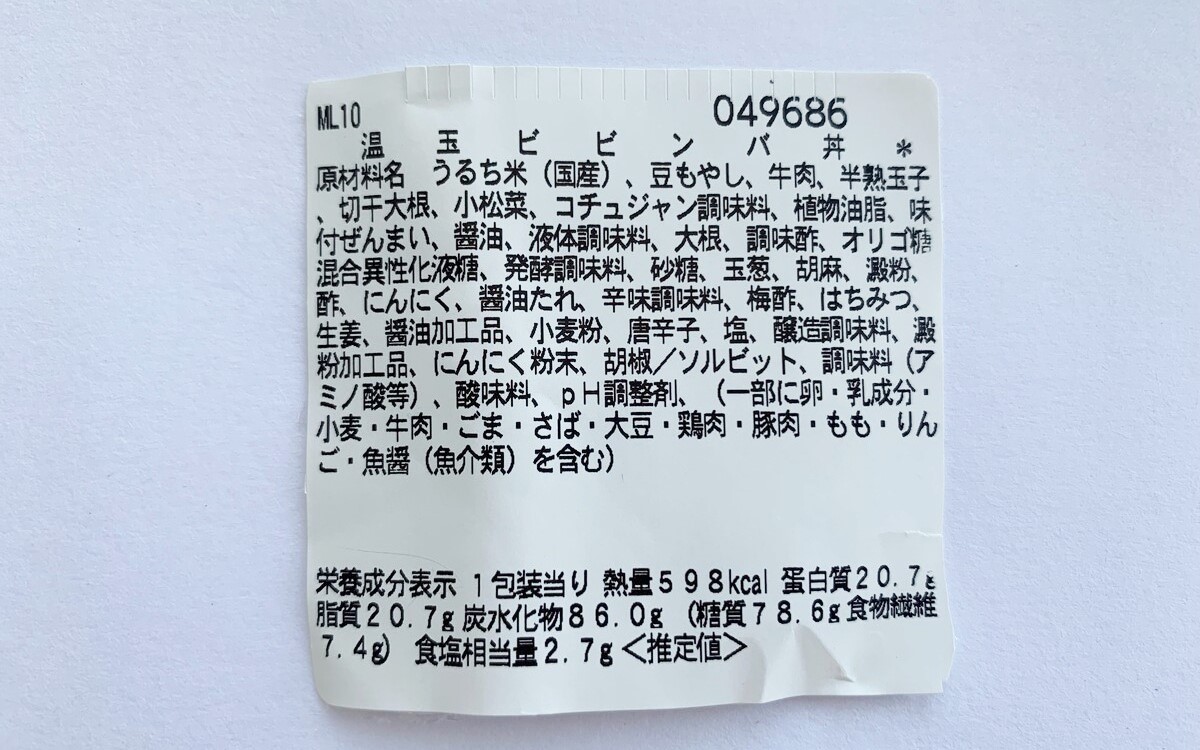 ML10 049686
温玉ビビンバ丼 *
原材料名 うるち米(国産)、豆もやし、牛肉、半熟玉子
、切干大根、小松菜、コチュジャン調味料、植物油脂、味
付ぜんまい、醬油、液体調味料、大根、調味酢、オリゴ糖
混合異性化液糖、発酵調味料、砂糖、玉葱、胡麻、澱粉、
酢、にんにく、醬油たれ、辛味調味料、梅酢、はちみつ、
生姜、醬油加工品、小麦粉、唐辛子、塩、醸造調味料、澱
粉加工品、にんにく粉末、胡椒/ソルビット、調味料(ア
ミノ酸等)、酸味料、pH調整剤、(一部に卵・乳成分・
小麦・牛肉・ごま・さば・大豆・鶏肉・豚肉・もも・りん
ご・魚醬(魚介類)を含む)
栄養成分表示 1包装当り 熱量598kcal 蛋白質20.7g
脂質20.7g炭水化物86.0g(糖質78.6g食物繊維
7.4g) 食塩相当量2.7g<推定値>